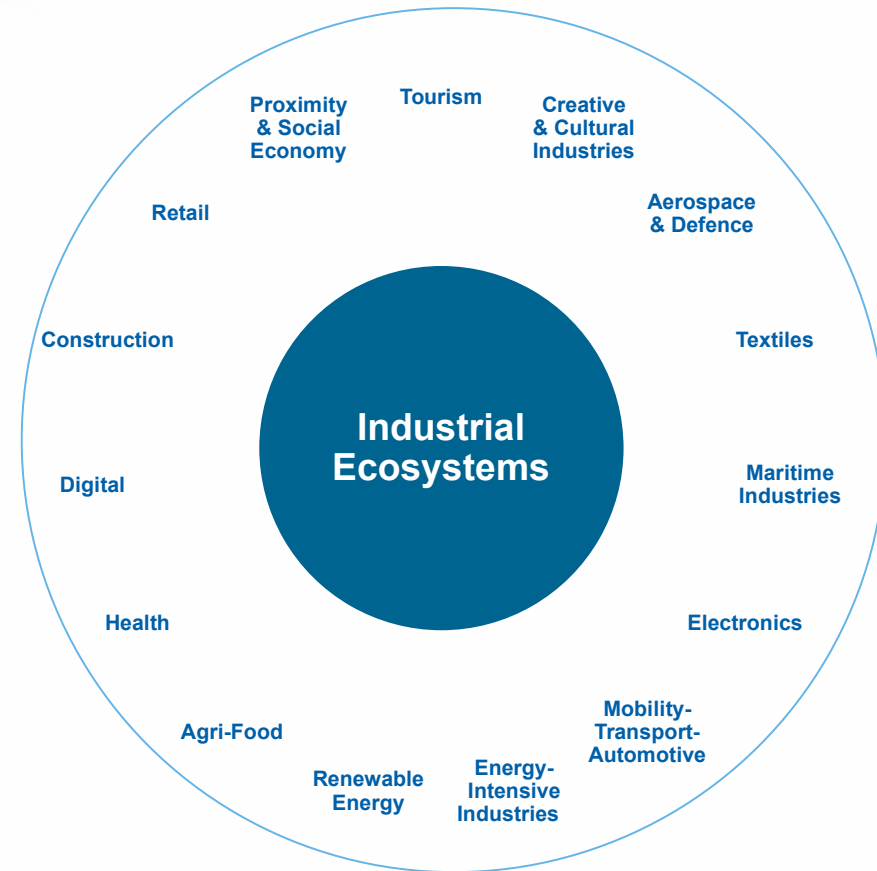 Tourism
Creative
& Cultural
Industries
Aerospace
& Defence
Textiles
Maritime
Industries
Electronics
Mobility-
Transport-
Automotive
Energy-
Intensive
Industries
Renewable
Energy
Agri-Food
Health
Digital
Construction
Retail
Proximity
& Social
Economy
Industrial
Ecosystems